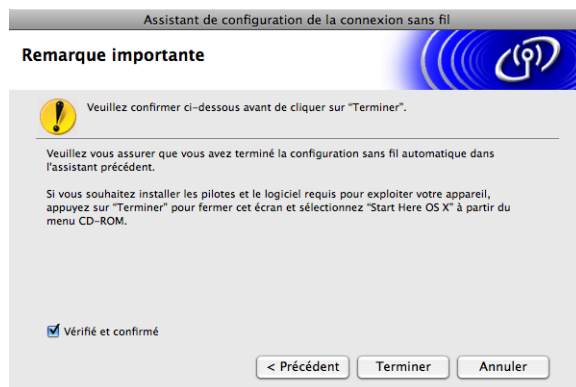 Assistant de configuration de la connexion sans fil
Remarque importante
Veuillez confirmer ci-dessous avant de cliquer sur "Terminer".
Veuillez vous assurer que vous avez terminé la configuration sans fil automatique dans
l'assistant précédent.
Si vous souhaitez installer les pilotes et le logiciel requis pour exploiter votre appareil,
appuyez sur "Terminer" pour fermer cet écran et sélectionnez "Start Here OS X" à partir du
menu CD-ROM.
Vérifié et confirmé
< Précédent
Terminer
Annuler